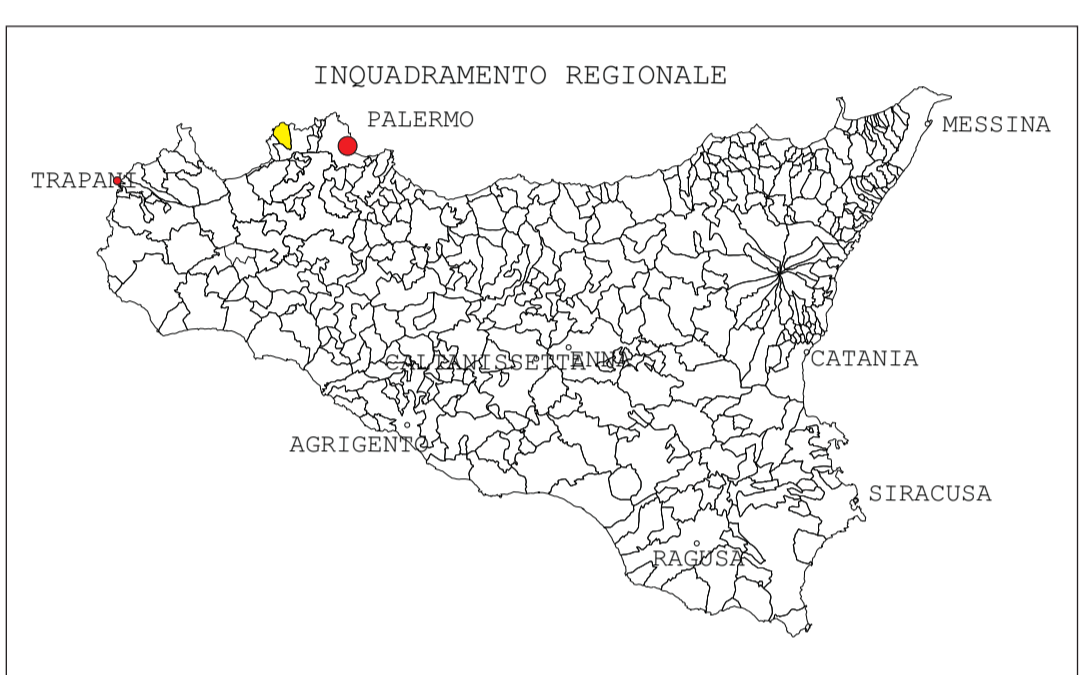 INQUADRAMENTO REGIONALE
PALERMO
MESSINA
TRAPANI
CALTANISSETTA
ENNA
CATANIA
AGRIGENTO
SIRACUSA
RAGUSA